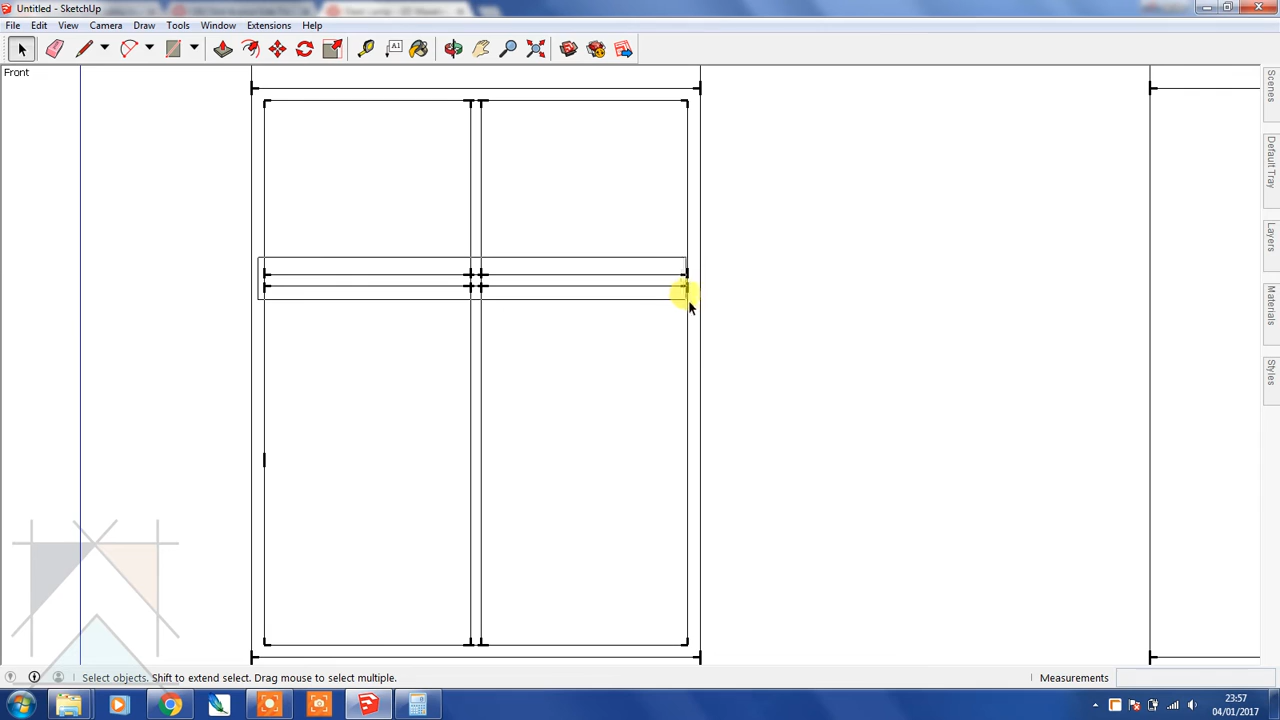 Untitled - SketchUp
File Edit View Camera Draw Tools Window Extensions Help
A1
Front
Scenes
Default Tray
Layers
Materials
Styles
Select objects. Shift to extend select. Drag mouse to select multiple.
Measurements
23:57
04/01/2017